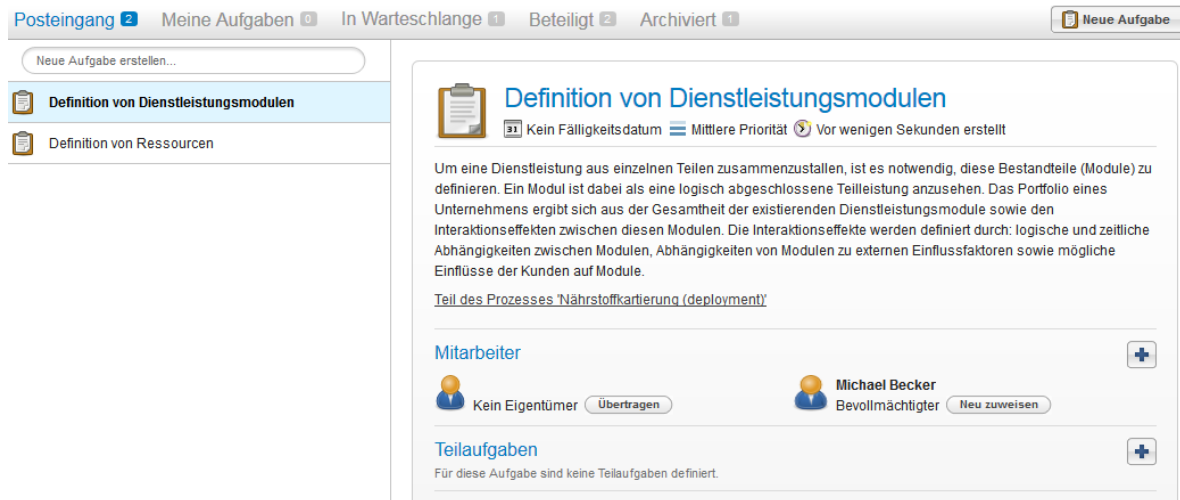 Posteingang 2 Meine Aufgaben 0 In Warteschlange 1 Beteiligt 2 Archiviert 1 Neue Aufgabe
Neue Aufgabe erstellen...
Definition von Dienstleistungsmodulen
Definition von Ressourcen
Definition von Dienstleistungsmodulen
31 Kein Fälligkeitsdatum Mittlere Priorität Vor wenigen Sekunden erstellt
Um eine Dienstleistung aus einzelnen Teilen zusammenzustallen, ist es notwendig, diese Bestandteile (Module) zu
definieren. Ein Modul ist dabei als eine logisch abgeschlossene Teilleistung anzusehen. Das Portfolio eines
Unternehmens ergibt sich aus der Gesamtheit der existierenden Dienstleistungsmodule sowie den
Interaktionseffekten zwischen diesen Modulen. Die Interaktionseffekte werden definiert durch: logische und zeitliche
Abhängigkeiten zwischen Modulen, Abhängigkeiten von Modulen zu externen Einflussfaktoren sowie mögliche
Einflüsse der Kunden auf Module.
Teil des Prozesses 'Nährstoffkartierung (deployment)'
Mitarbeiter
Kein Eigentümer Übertragen
Michael Becker
Bevollmächtigter Neu zuweisen
Teilaufgaben
Für diese Aufgabe sind keine Teilaufgaben definiert.